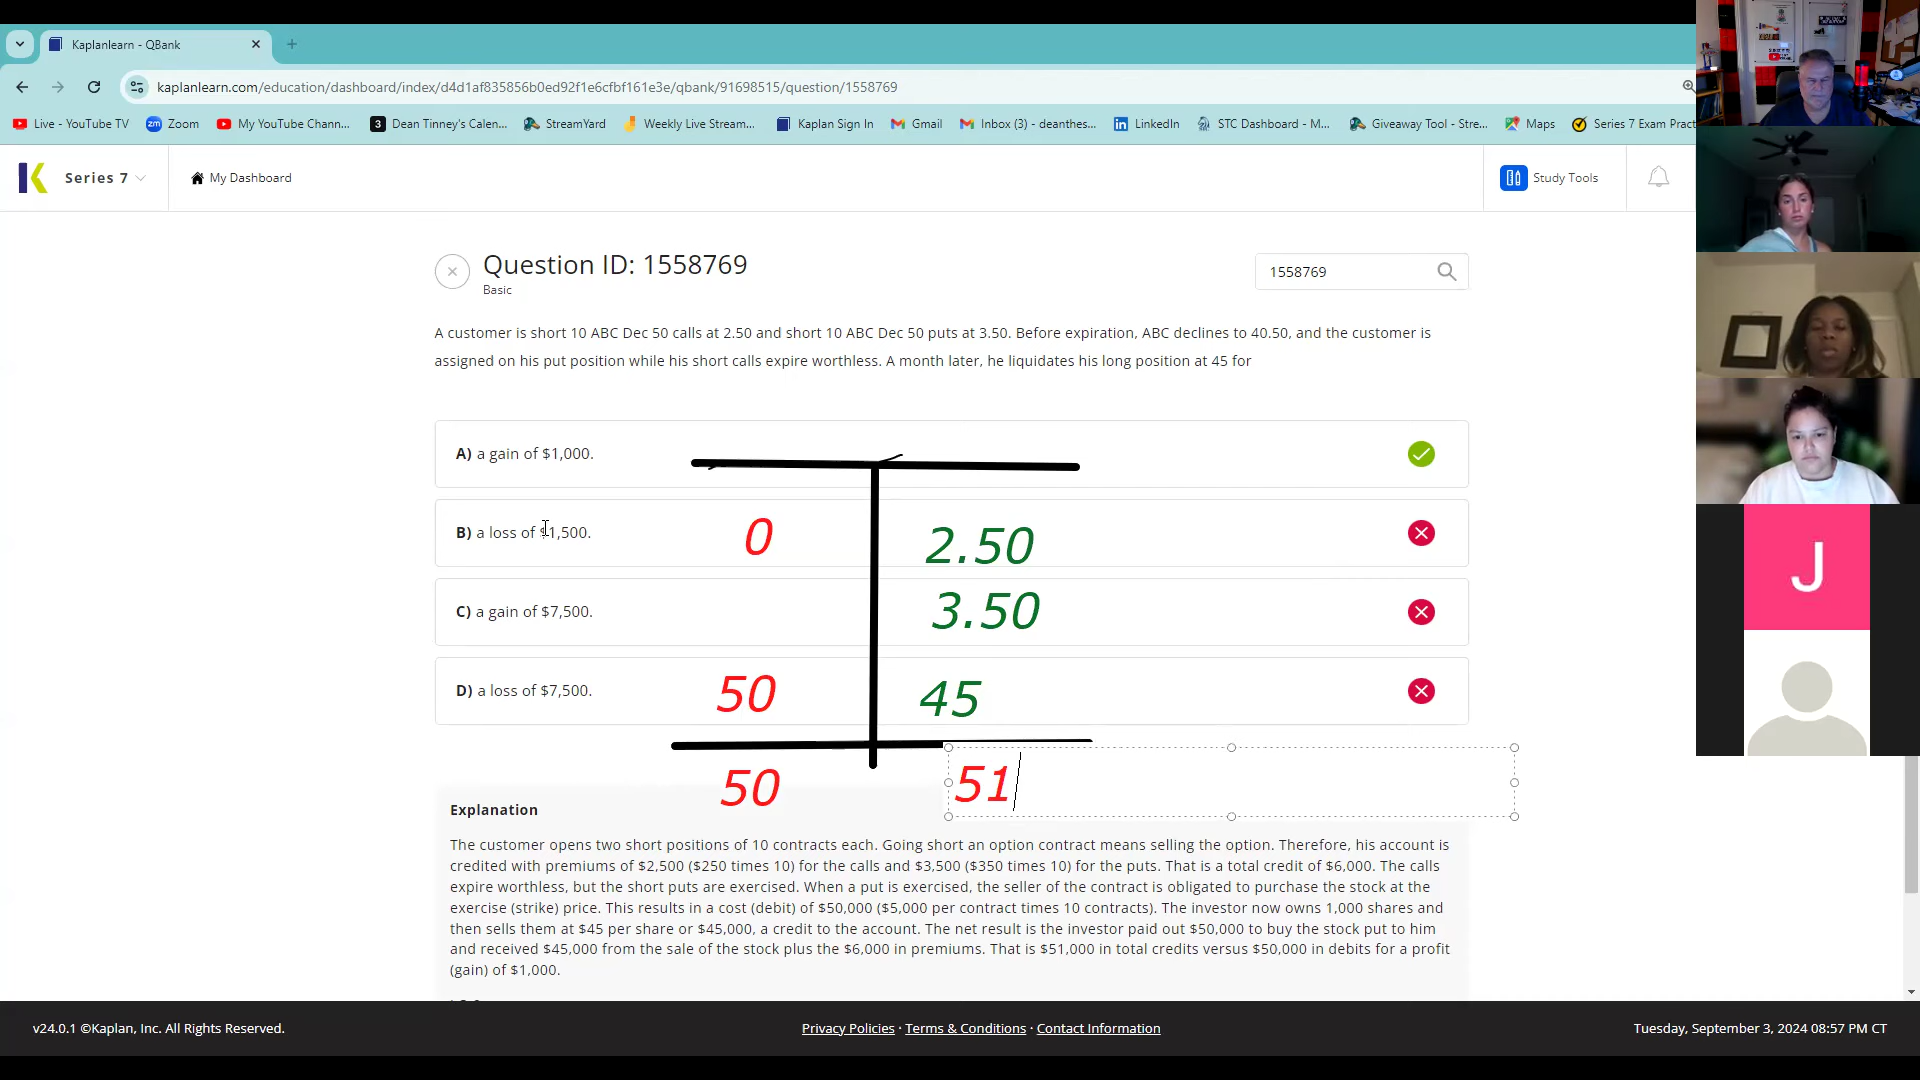 Kaplanlearn - QBank
kaplanlearn.com/education/dashboard/index/d4d1af835856b0ed92f1e6cfbf161e3e/qbank/91698515/question/1558769
Live - YouTube TV
Zoom
My YouTube Chann...
Dean Tinney's Calen...
StreamYard
Weekly Live Stream...
Kaplan Sign In
Gmail
Inbox (3) - deanthes...
LinkedIn
STC Dashboard - M...
Giveaway Tool - Stre...
Maps
Series 7 Exam Pract
Series 7
My Dashboard
Study Tools
Question ID: 1558769
Basic
1558769
A customer is short 10 ABC Dec 50 calls at 2.50 and short 10 ABC Dec 50 puts at 3.50. Before expiration, ABC declines to 40.50, and the customer is
assigned on his put position while his short calls expire worthless. A month later, he liquidates his long position at 45 for
A) a gain of $1,000.
B) a loss of $1,500.
0
2.50
C) a gain of $7,500.
3.50
D) a loss of $7,500.
50
45
50
51
J
Explanation
The customer opens two short positions of 10 contracts each. Going short an option contract means selling the option. Therefore, his account is
credited with premiums of $2,500 ($250 times 10) for the calls and $3,500 ($350 times 10) for the puts. That is a total credit of $6,000. The calls
expire worthless, but the short puts are exercised. When a put is exercised, the seller of the contract is obligated to purchase the stock at the
exercise (strike) price. This results in a cost (debit) of $50,000 ($5,000 per contract times 10 contracts). The investor now owns 1,000 shares and
then sells them at $45 per share or $45,000, a credit to the account. The net result is the investor paid out $50,000 to buy the stock put to him
and received $45,000 from the sale of the stock plus the $6,000 in premiums. That is $51,000 in total credits versus $50,000 in debits for a profit
(gain) of $1,000.
v24.0.1 ©Kaplan, Inc. All Rights Reserved.
Privacy Policies · Terms & Conditions · Contact Information
Tuesday, September 3, 2024 08:57 PM CT